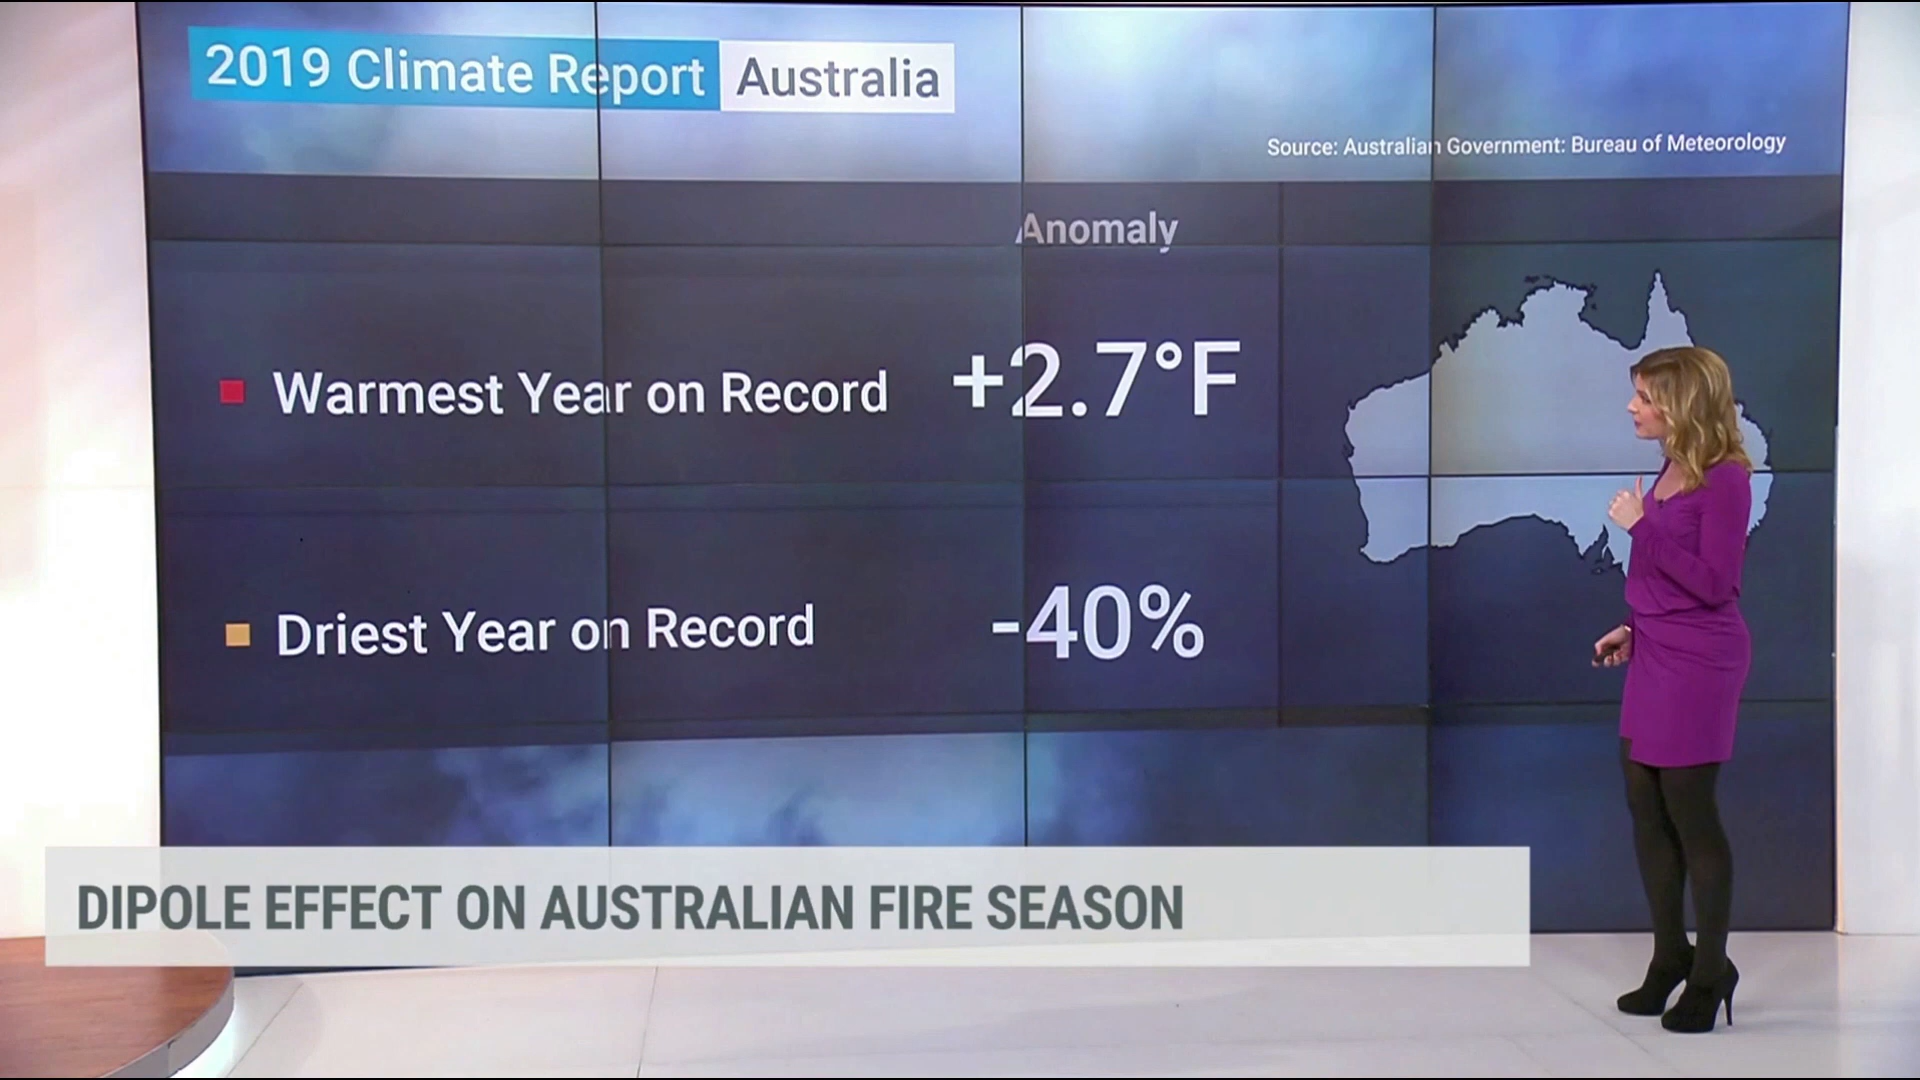 2019 Climate Report Australia
Source: Australian Government: Bureau of Meteorology
Anomaly
Warmest Year on Record +2.7°F
Driest Year on Record -40%
DIPOLE EFFECT ON AUSTRALIAN FIRE SEASON